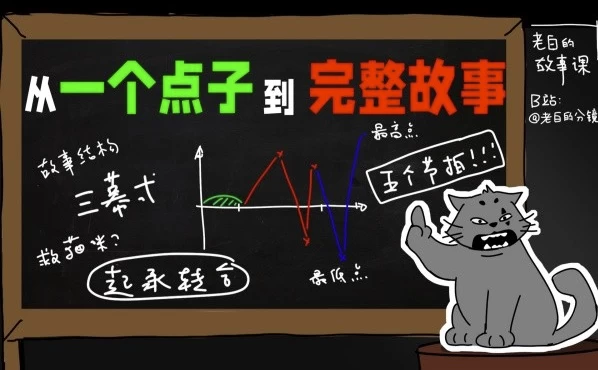 从一个点子到完整故事
老白的
故事课
B站:
@老白的分镜
故事结构
三幕式
救猫咪?
起承转合
最高点
五个节拍!!!
最低点